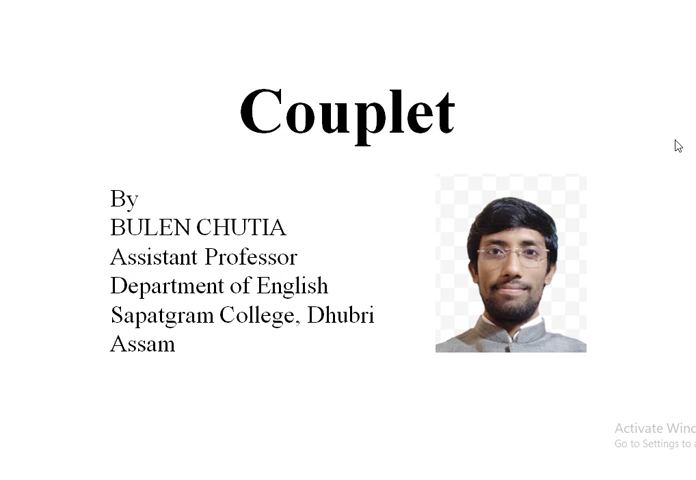 Couplet
By
BULEN CHUTIA
Assistant Professor
Department of English
Sapatgram College, Dhubri
Assam
Activate Wind
Go to Settings to a